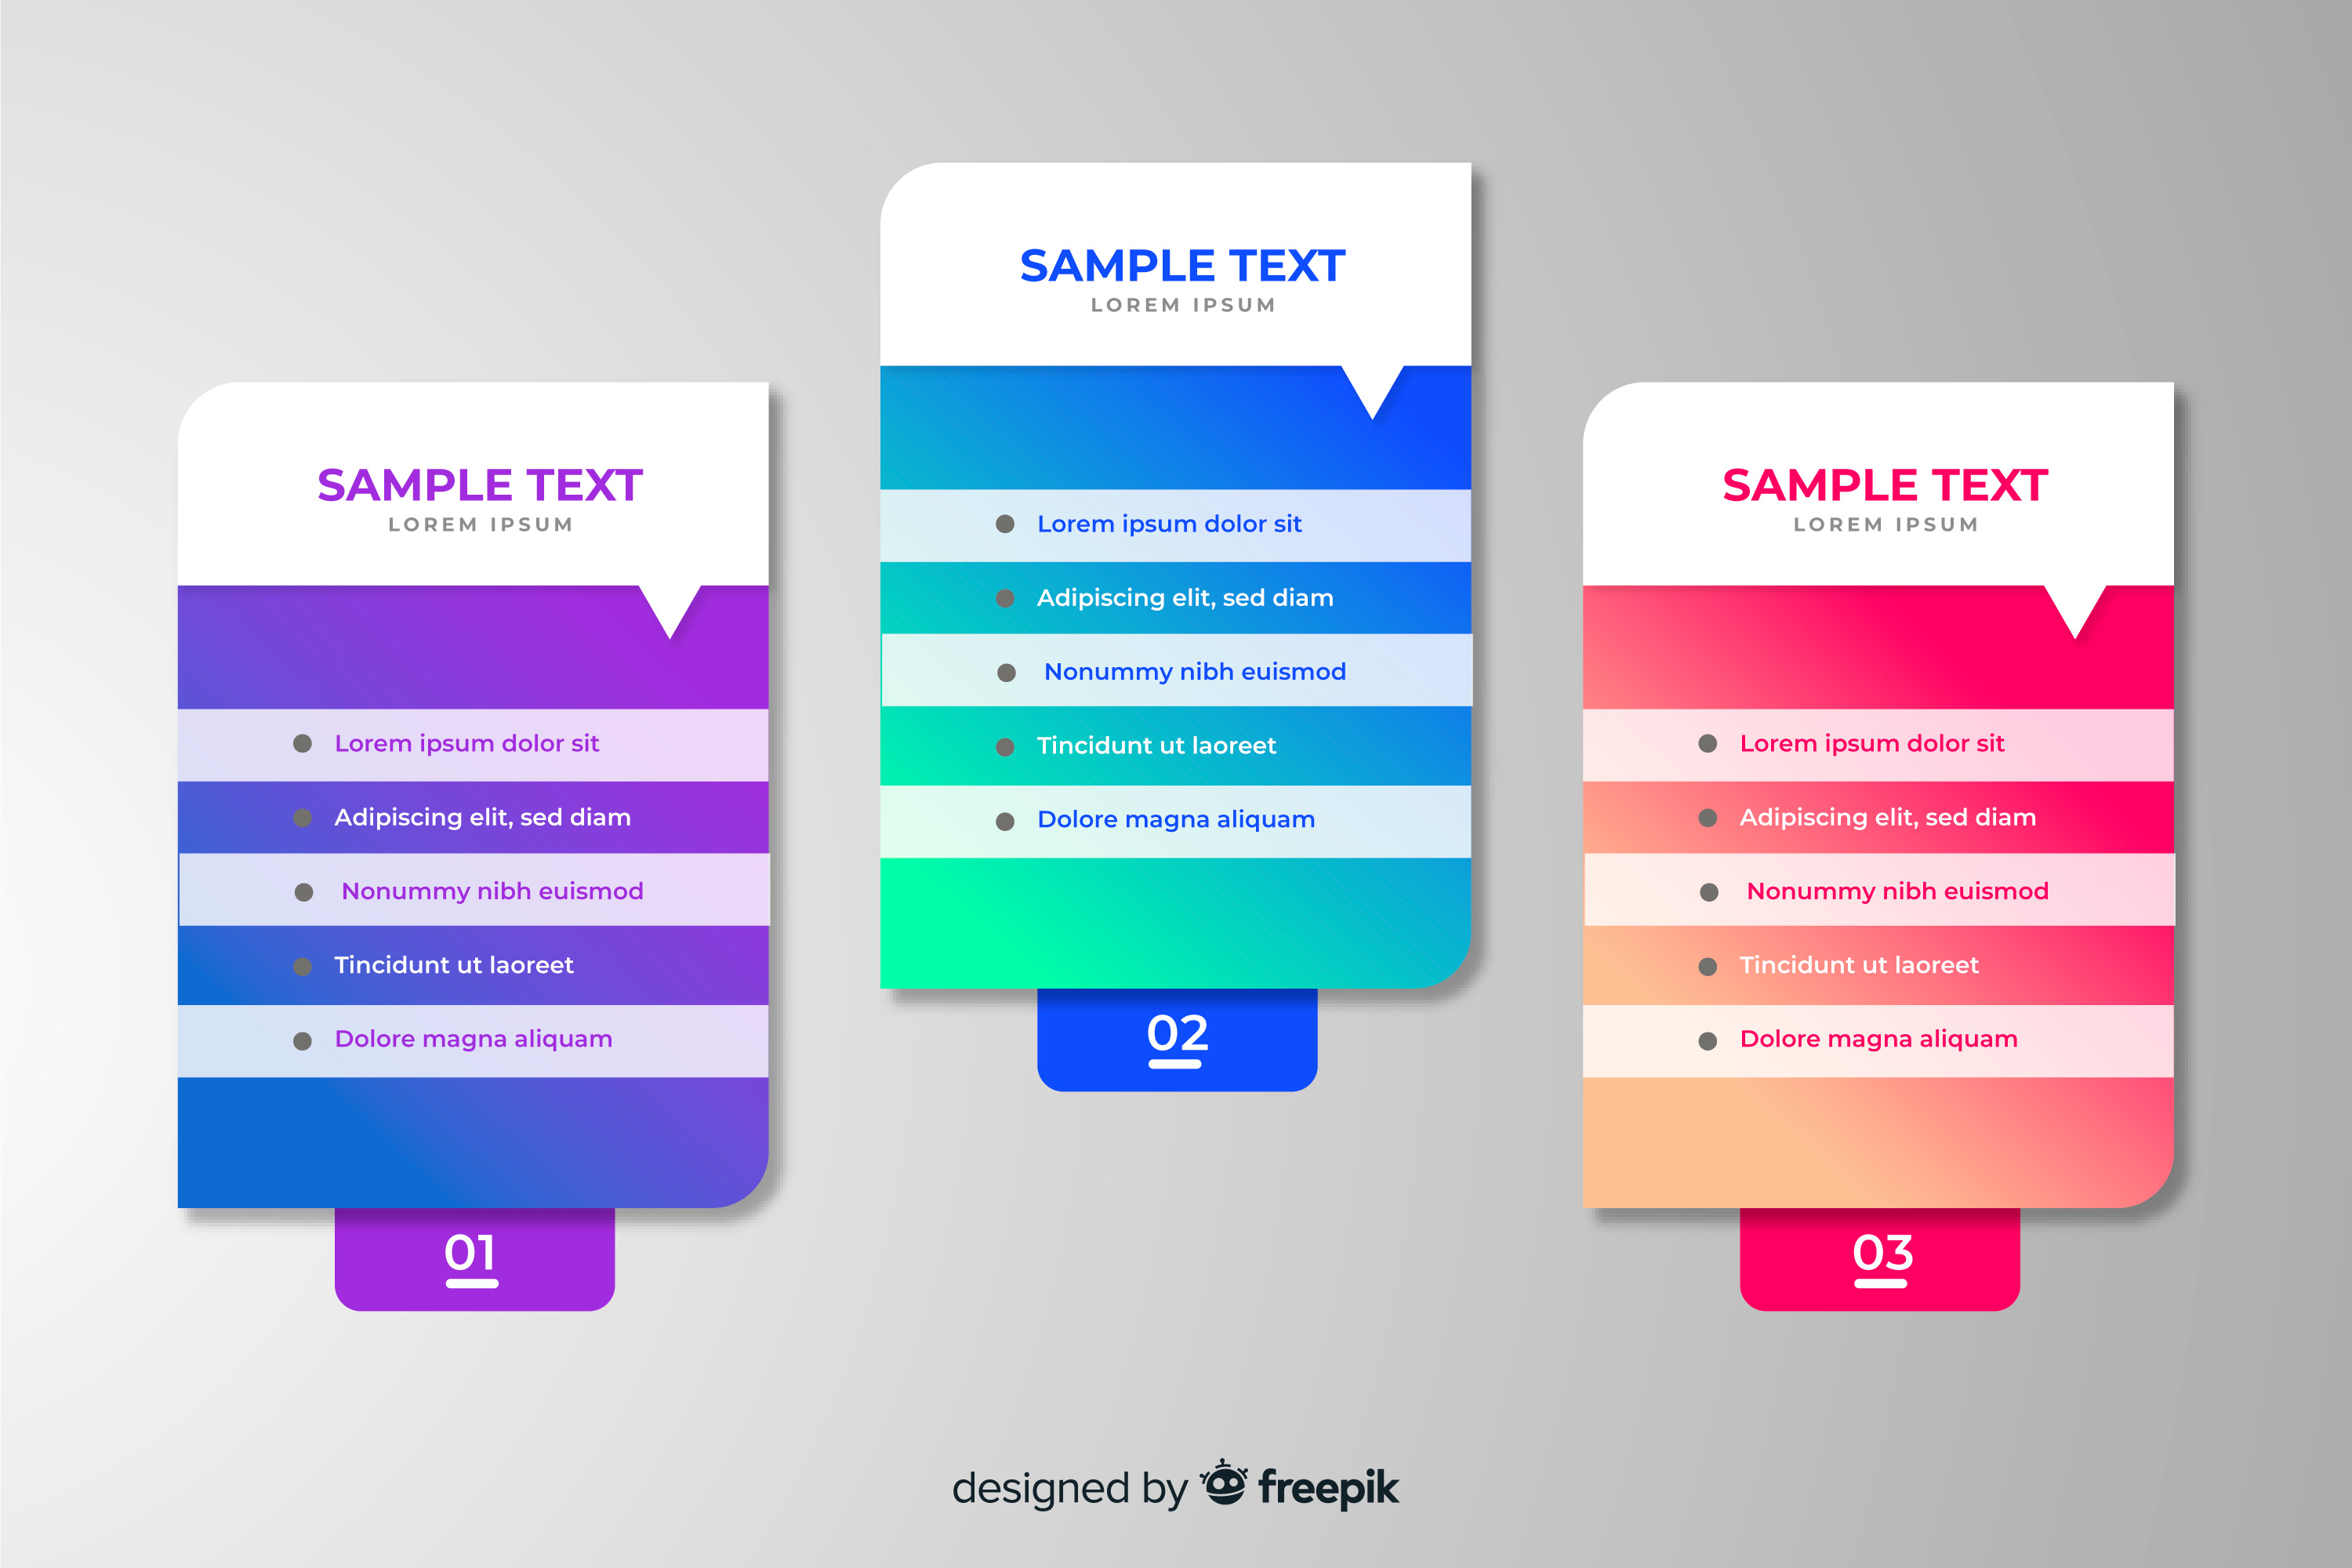 SAMPLE TEXT
LOREM IPSUM
Lorem ipsum dolor sit
Adipiscing elit, sed diam
Nonummy nibh euismod
Tincidunt ut laoreet
Dolore magna aliquam
01
SAMPLE TEXT
LOREM IPSUM
Lorem ipsum dolor sit
Adipiscing elit, sed diam
Nonummy nibh euismod
Tincidunt ut laoreet
Dolore magna aliquam
02
SAMPLE TEXT
LOREM IPSUM
Lorem ipsum dolor sit
Adipiscing elit, sed diam
Nonummy nibh euismod
Tincidunt ut laoreet
Dolore magna aliquam
03
designed by freepik